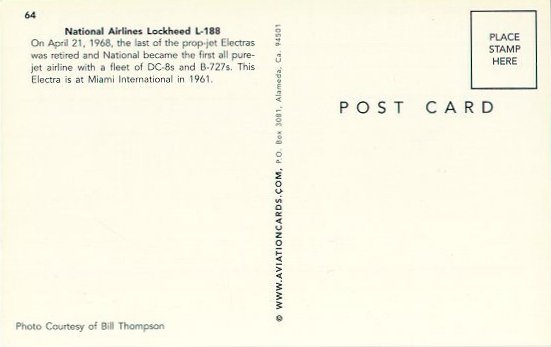 64
National Airlines Lockheed L-188
On April 21, 1968, the last of the prop-jet Electras
was retired and National became the first all pure-
jet airline with a fleet of DC-8s and B-727s. This
Electra is at Miami International in 1961.
Photo Courtesy of Bill Thompson
© WWW.AVIATIONCARDS.COM, P.O. Box 3081, Alameda, Ca. 94501
PLACE
STAMP
HERE
POST CARD